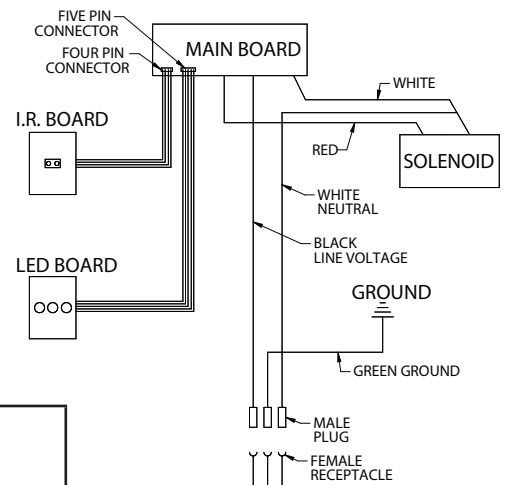 FIVE PIN
CONNECTOR
FOUR PIN
CONNECTOR
MAIN BOARD
WHITE
I.R. BOARD
RED
SOLENOID
WHITE
NEUTRAL
BLACK
LINE VOLTAGE
LED BOARD
GROUND
GREEN GROUND
MALE
PLUG
FEMALE
RECEPTACLE